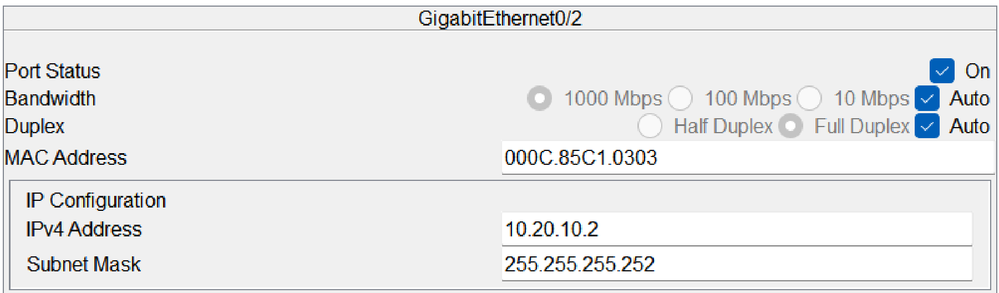 GigabitEthernet0/2
Port Status On
Bandwidth 1000 Mbps 100 Mbps 10 Mbps Auto
Duplex Half Duplex Full Duplex Auto
MAC Address 000C.85C1.0303
IP Configuration
IPv4 Address 10.20.10.2
Subnet Mask 255.255.255.252